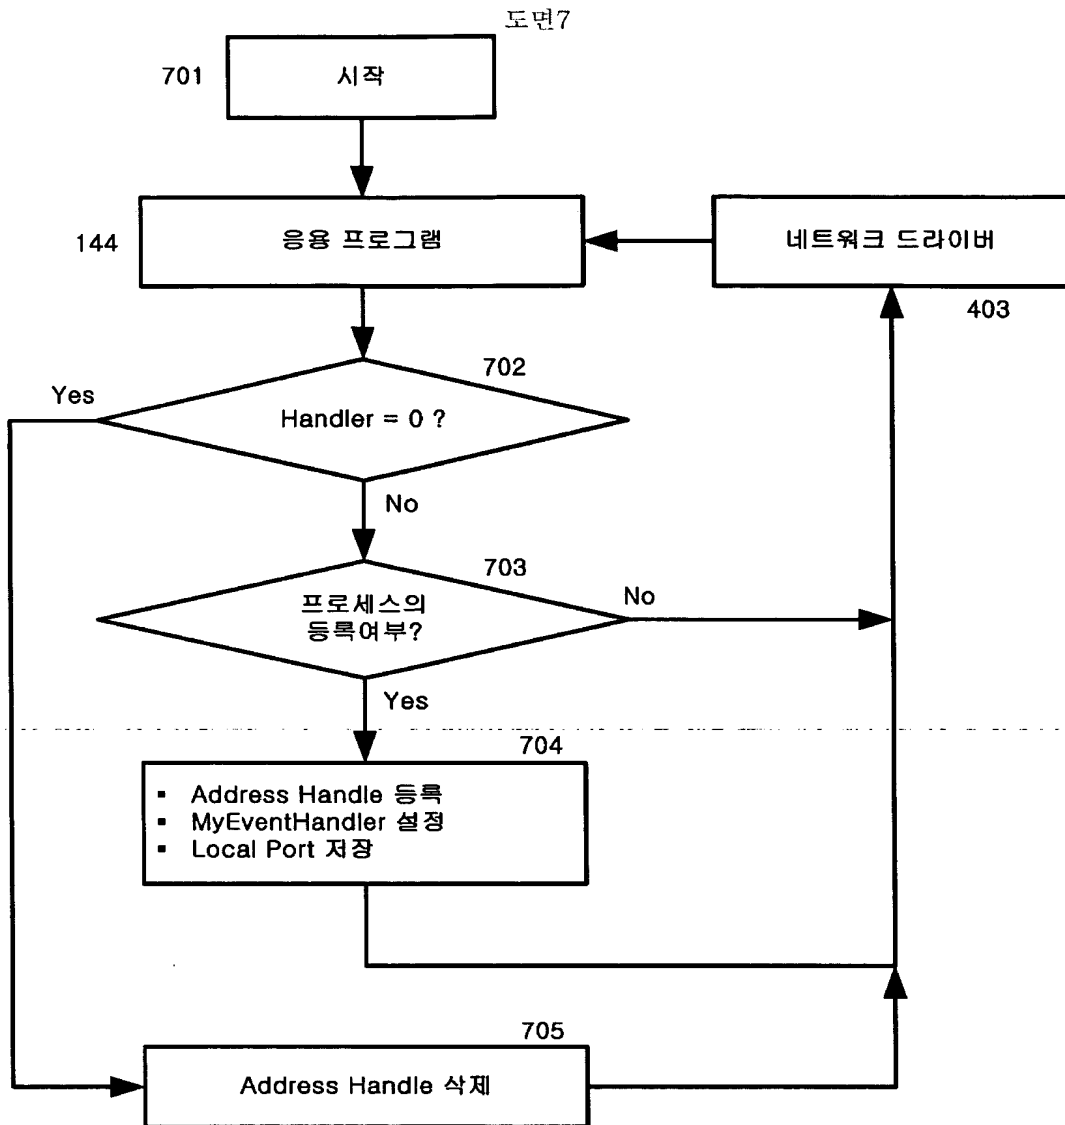 도면7
701
시작
144
응용 프로그램
네트워크 드라이버
403
702
Yes
Handler = 0 ?
No
703
프로세스의
등록여부?
No
Yes
704
▪ Address Handle 등록
▪ MyEventHandler 설정
▪ Local Port 저장
705
Address Handle 삭제